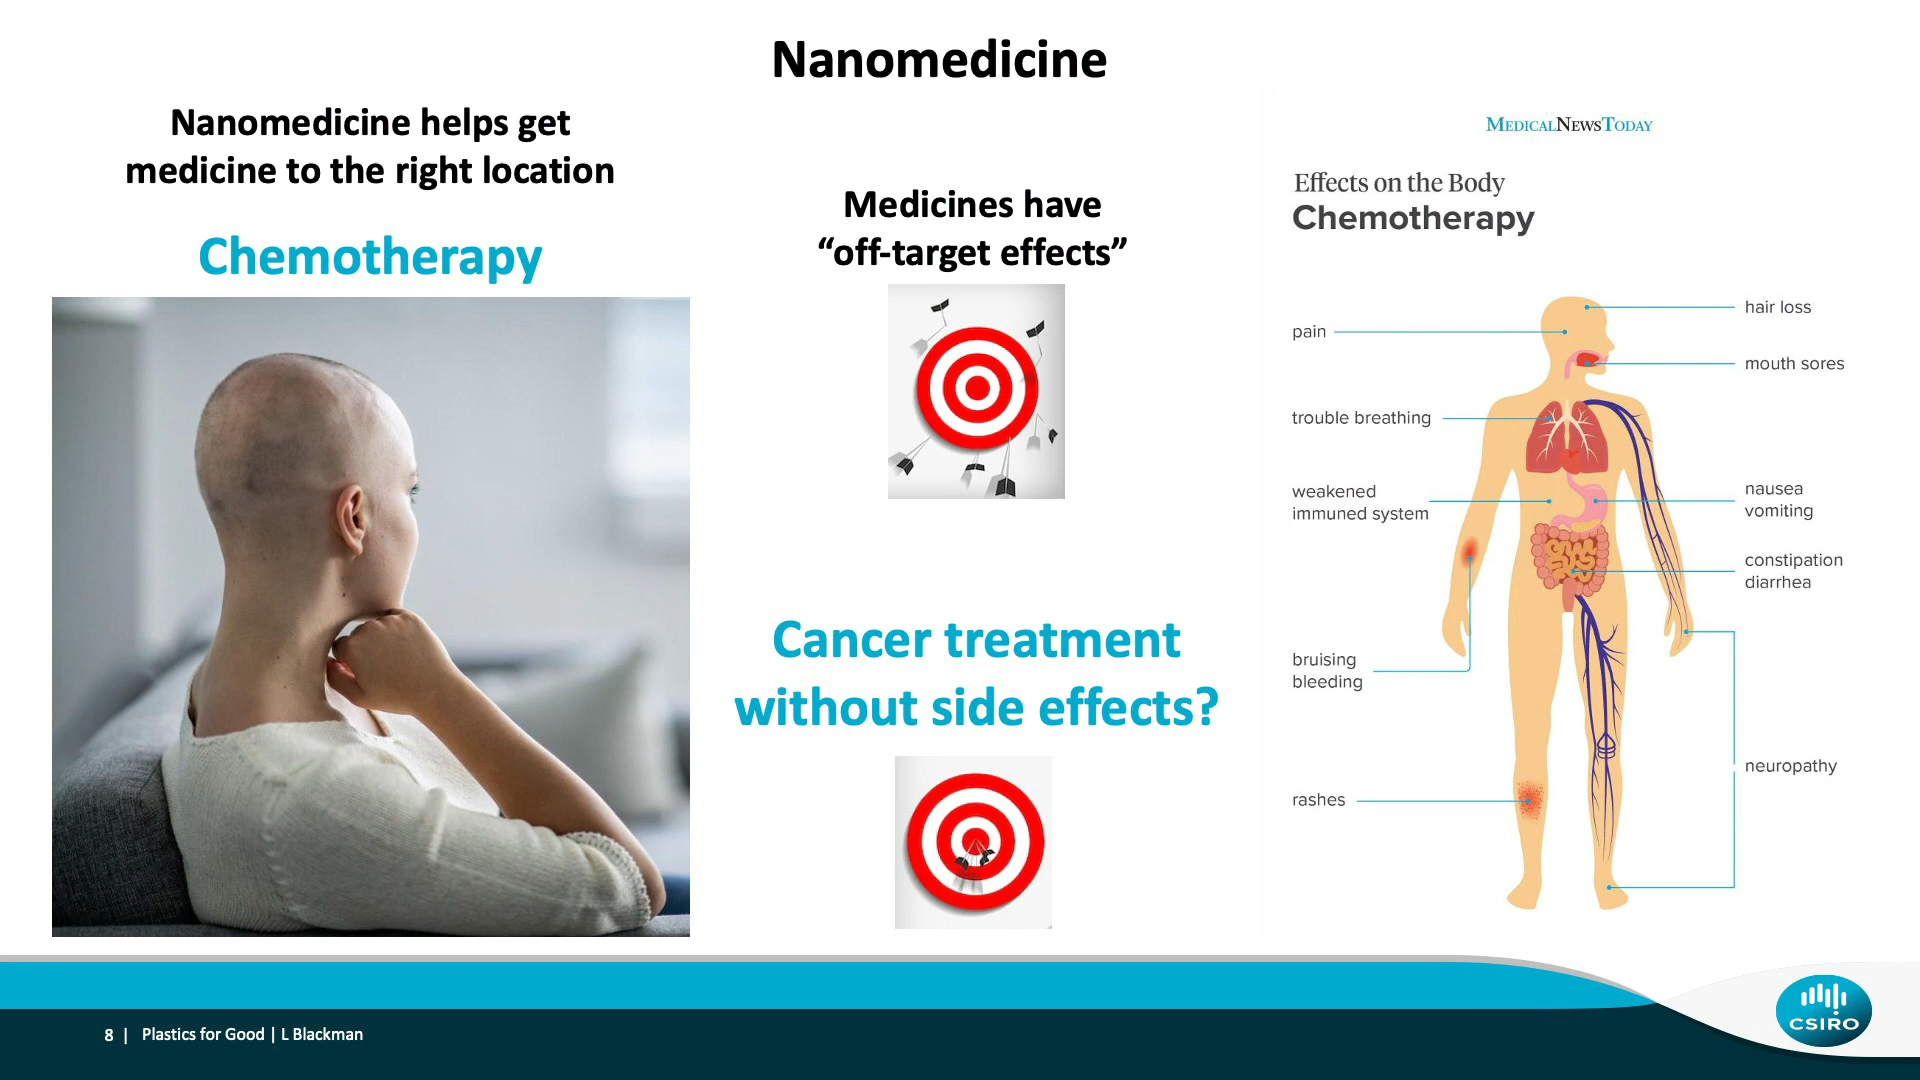 Nanomedicine
Nanomedicine helps get
medicine to the right location
Chemotherapy
Medicines have
“off-target effects”
Cancer treatment
without side effects?
MEDICALNEWSTODAY
Effects on the Body
Chemotherapy
pain
trouble breathing
weakened
immune system
bruising
bleeding
rashes
hair loss
mouth sores
nausea
vomiting
constipation
diarrhea
neuropathy
8 | Plastics for Good | L Blackman
CSIRO